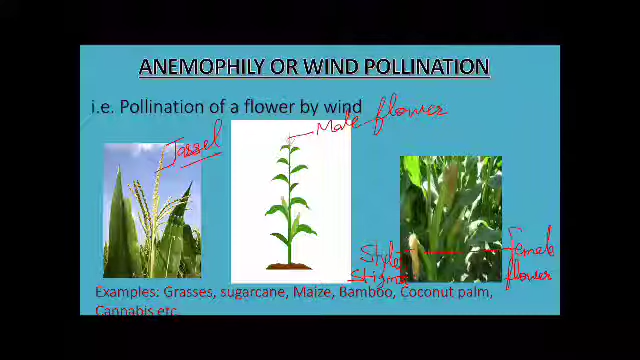 ANEMOPHILY OR WIND POLLINATION
i.e. Pollination of a flower by wind
Male flower
Tassel
Style
Stigma
Female
flower
Examples: Grasses, sugarcane, Maize, Bamboo, Coconut palm,
Cannabis etc.